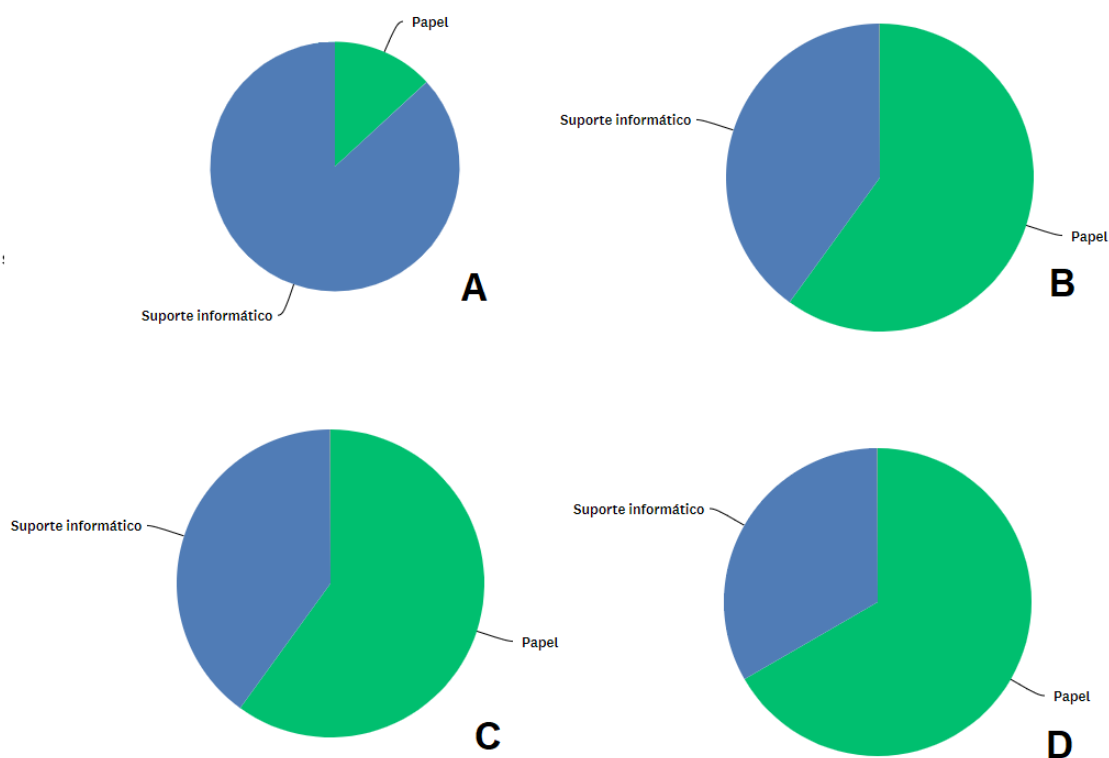 Papel
Suporte informático
A
Suporte informático
Papel
B
Suporte informático
Papel
C
Suporte informático
Papel
D